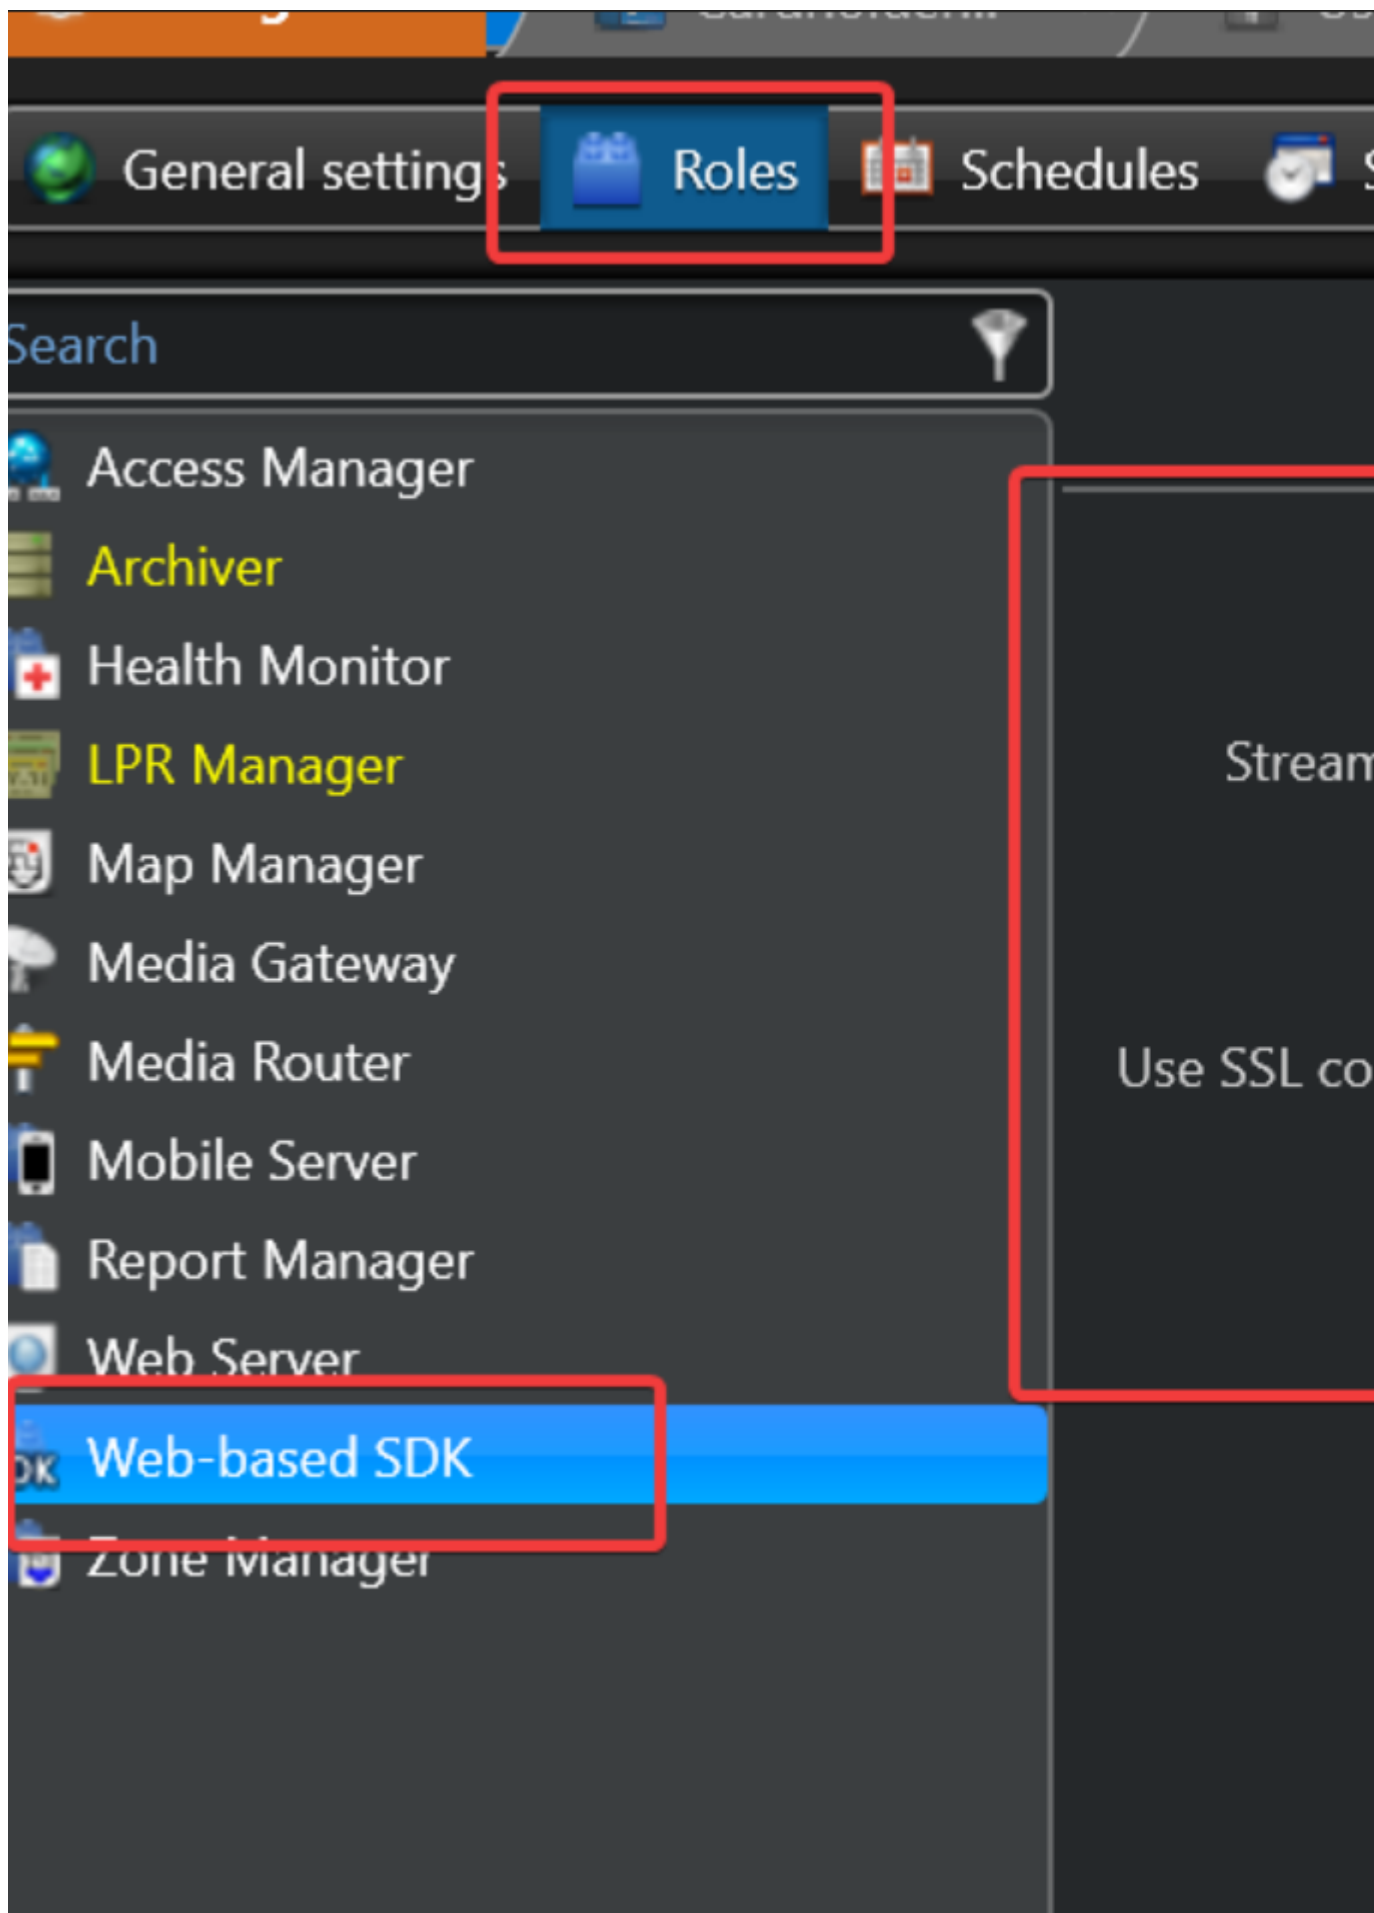 General settings
Roles
Schedules
Search
Access Manager
Archiver
Health Monitor
LPR Manager
Stream
Map Manager
Media Gateway
Media Router
Use SSL co
Mobile Server
Report Manager
Web Server
Web-based SDK
Zone Manager